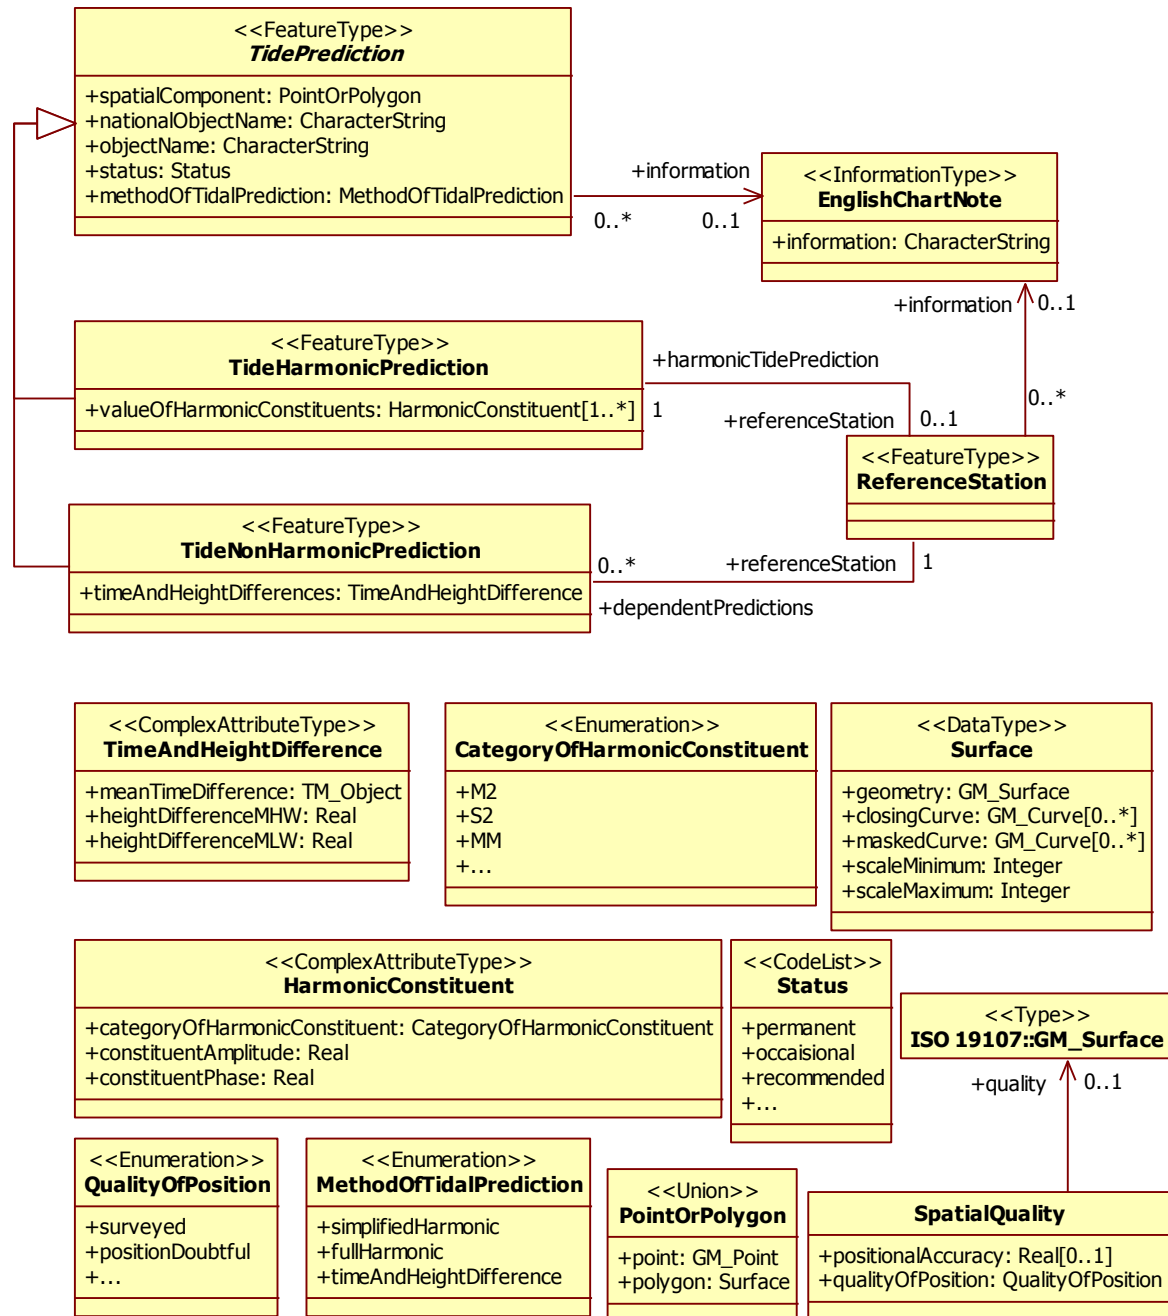 <<FeatureType>>
TidePrediction
+spatialComponent: PointOrPolygon
+nationalObjectName: CharacterString
+objectName: CharacterString
+status: Status
+methodOfTidalPrediction: MethodOfTidalPrediction
+information
0..*
0..1
<<InformationType>>
EnglishChartNote
+information: CharacterString
+information
0..1
0..*
<<FeatureType>>
TideHarmonicPrediction
+valueOfHarmonicConstituents: HarmonicConstituent[1..*]
+harmonicTidePrediction
1
+referenceStation
0..1
<<FeatureType>>
ReferenceStation
<<FeatureType>>
TideNonHarmonicPrediction
+timeAndHeightDifferences: TimeAndHeightDifference
0..*
+dependentPredictions
+referenceStation
1
<<ComplexAttributeType>>
TimeAndHeightDifference
+meanTimeDifference: TM_Object
+heightDifferenceMHW: Real
+heightDifferenceMLW: Real
<<Enumeration>>
CategoryOfHarmonicConstituent
+M2
+S2
+MM
+...
<<DataType>>
Surface
+geometry: GM_Surface
+closingCurve: GM_Curve[0..*]
+maskedCurve: GM_Curve[0..*]
+scaleMinimum: Integer
+scaleMaximum: Integer
<<ComplexAttributeType>>
HarmonicConstituent
+categoryOfHarmonicConstituent: CategoryOfHarmonicConstituent
+constituentAmplitude: Real
+constituentPhase: Real
<<CodeList>>
Status
+permanent
+occaisional
+recommended
+...
<<Type>>
ISO 19107::GM_Surface
+quality
0..1
<<Enumeration>>
QualityOfPosition
+surveyed
+positionDoubtful
+...
<<Enumeration>>
MethodOfTidalPrediction
+simplifiedHarmonic
+fullHarmonic
+timeAndHeightDifference
<<Union>>
PointOrPolygon
+point: GM_Point
+polygon: Surface
SpatialQuality
+positionalAccuracy: Real[0..1]
+qualityOfPosition: QualityOfPosition